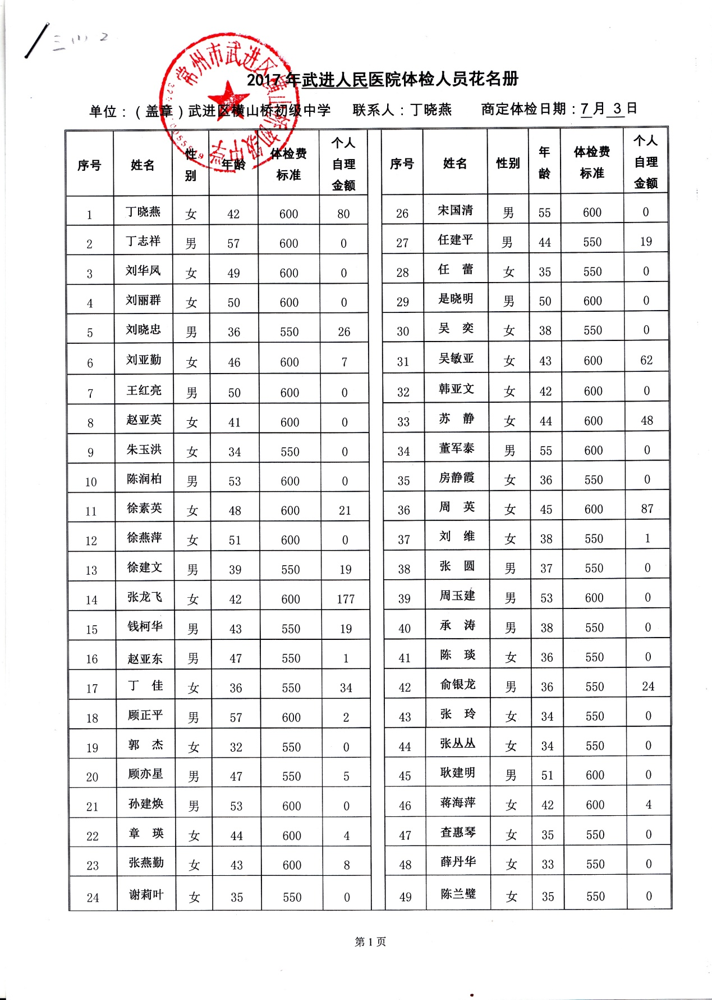 三(1) 2
常州市武进区横山桥初级中学
2017年武进人民医院体检人员花名册
单位：（盖章）武进区横山桥初级中学 联系人：丁晓燕 商定体检日期：7月 3日
序号 姓名 性别 年龄 体检费标准 个人自理金额 序号 姓名 性别 年龄 体检费标准 个人自理金额
1 丁晓燕 女 42 600 80 26 宋国清 男 55 600 0
2 丁志祥 男 57 600 0 27 任建平 男 44 550 19
3 刘华凤 女 49 600 0 28 任 蕾 女 35 550 0
4 刘丽群 女 50 600 0 29 是晓明 男 50 600 0
5 刘晓忠 男 36 550 26 30 吴 奕 女 38 550 0
6 刘亚勤 女 46 600 7 31 吴敏亚 女 43 600 62
7 王红亮 男 50 600 0 32 韩亚文 女 42 600 0
8 赵亚英 女 41 600 0 33 苏 静 女 44 600 48
9 朱玉洪 女 34 550 0 34 董军泰 男 55 600 0
10 陈润柏 男 53 600 0 35 房静霞 女 36 550 0
11 徐素英 女 48 600 21 36 周 英 女 45 600 87
12 徐燕萍 女 51 600 0 37 刘 维 女 38 550 1
13 徐建文 男 39 550 19 38 张 圆 男 37 550 0
14 张龙飞 女 42 600 177 39 周玉建 男 53 600 0
15 钱柯华 男 43 550 19 40 承 涛 男 38 550 0
16 赵亚东 男 47 550 1 41 陈 琰 女 36 550 0
17 丁 佳 女 36 550 34 42 俞银龙 男 36 550 24
18 顾正平 男 57 600 2 43 张 玲 女 34 550 0
19 郭 杰 女 32 550 0 44 张丛丛 女 34 550 0
20 顾亦星 男 47 550 5 45 耿建明 男 51 600 0
21 孙建焕 男 53 600 0 46 蒋海萍 女 42 600 4
22 章 瑛 女 44 600 4 47 查惠琴 女 35 550 0
23 张燕勤 女 43 600 8 48 薛丹华 女 33 550 0
24 谢莉叶 女 35 550 0 49 陈兰璧 女 35 550 0
第 1 页